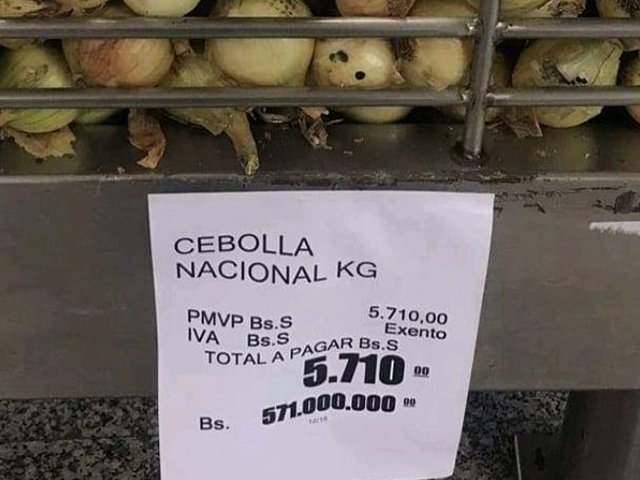 CEBOLLA
NACIONAL KG
PMVP Bs.S 5.710,00
IVA Bs.S Exento
TOTAL A PAGAR Bs.S
5.710 00
Bs. 571.000.000 00